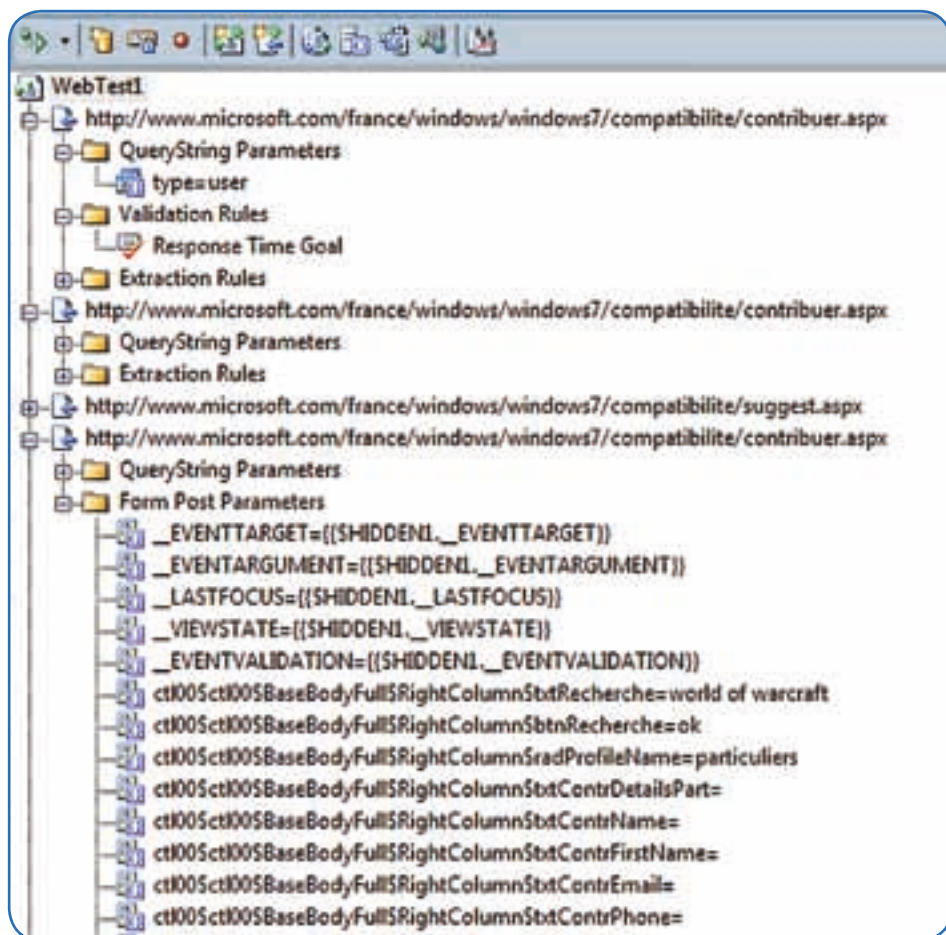 WebTest1
http://www.microsoft.com/france/windows/windows7/compatibilite/contribuer.aspx
QueryString Parameters
type=user
Validation Rules
Response Time Goal
Extraction Rules
http://www.microsoft.com/france/windows/windows7/compatibilite/contribuer.aspx
QueryString Parameters
Extraction Rules
http://www.microsoft.com/france/windows/windows7/compatibilite/suggest.aspx
http://www.microsoft.com/france/windows/windows7/compatibilite/contribuer.aspx
QueryString Parameters
Form Post Parameters
__EVENTTARGET={{$HIDDEN1.__EVENTTARGET}}
__EVENTARGUMENT={{$HIDDEN1.__EVENTARGUMENT}}
__LASTFOCUS={{$HIDDEN1.__LASTFOCUS}}
__VIEWSTATE={{$HIDDEN1.__VIEWSTATE}}
__EVENTVALIDATION={{$HIDDEN1.__EVENTVALIDATION}}
ctl00$ctl00$BaseBodyFull$RightColumn$txtRecherche=world of warcraft
ctl00$ctl00$BaseBodyFull$RightColumn$btnRecherche=ok
ctl00$ctl00$BaseBodyFull$RightColumn$radProfileName=particuliers
ctl00$ctl00$BaseBodyFull$RightColumn$txtContrDetailsPart=
ctl00$ctl00$BaseBodyFull$RightColumn$txtContrName=
ctl00$ctl00$BaseBodyFull$RightColumn$txtContrFirstName=
ctl00$ctl00$BaseBodyFull$RightColumn$txtContrEmail=
ctl00$ctl00$BaseBodyFull$RightColumn$txtContrPhone=